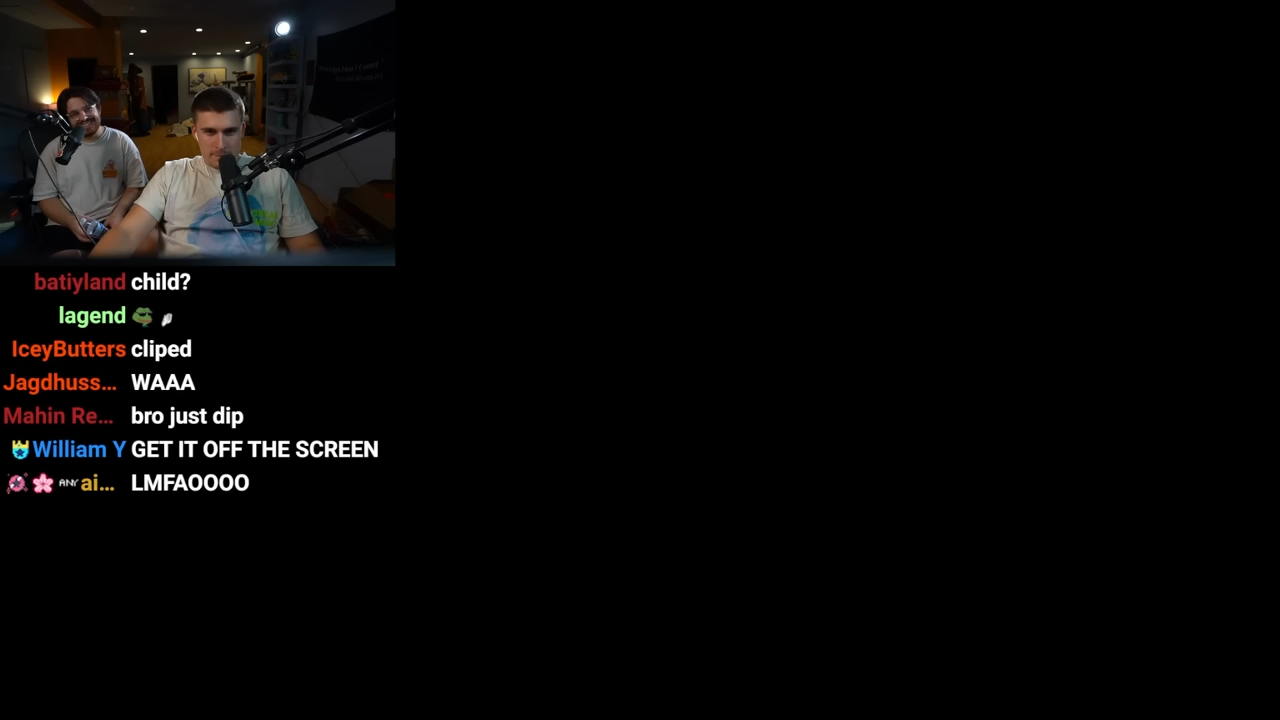 batiyland child?
lagend
IceyButters cliped
Jagdhuss... WAAA
Mahin Re... bro just dip
William Y GET IT OFF THE SCREEN
ANY ai... LMFAOOOO